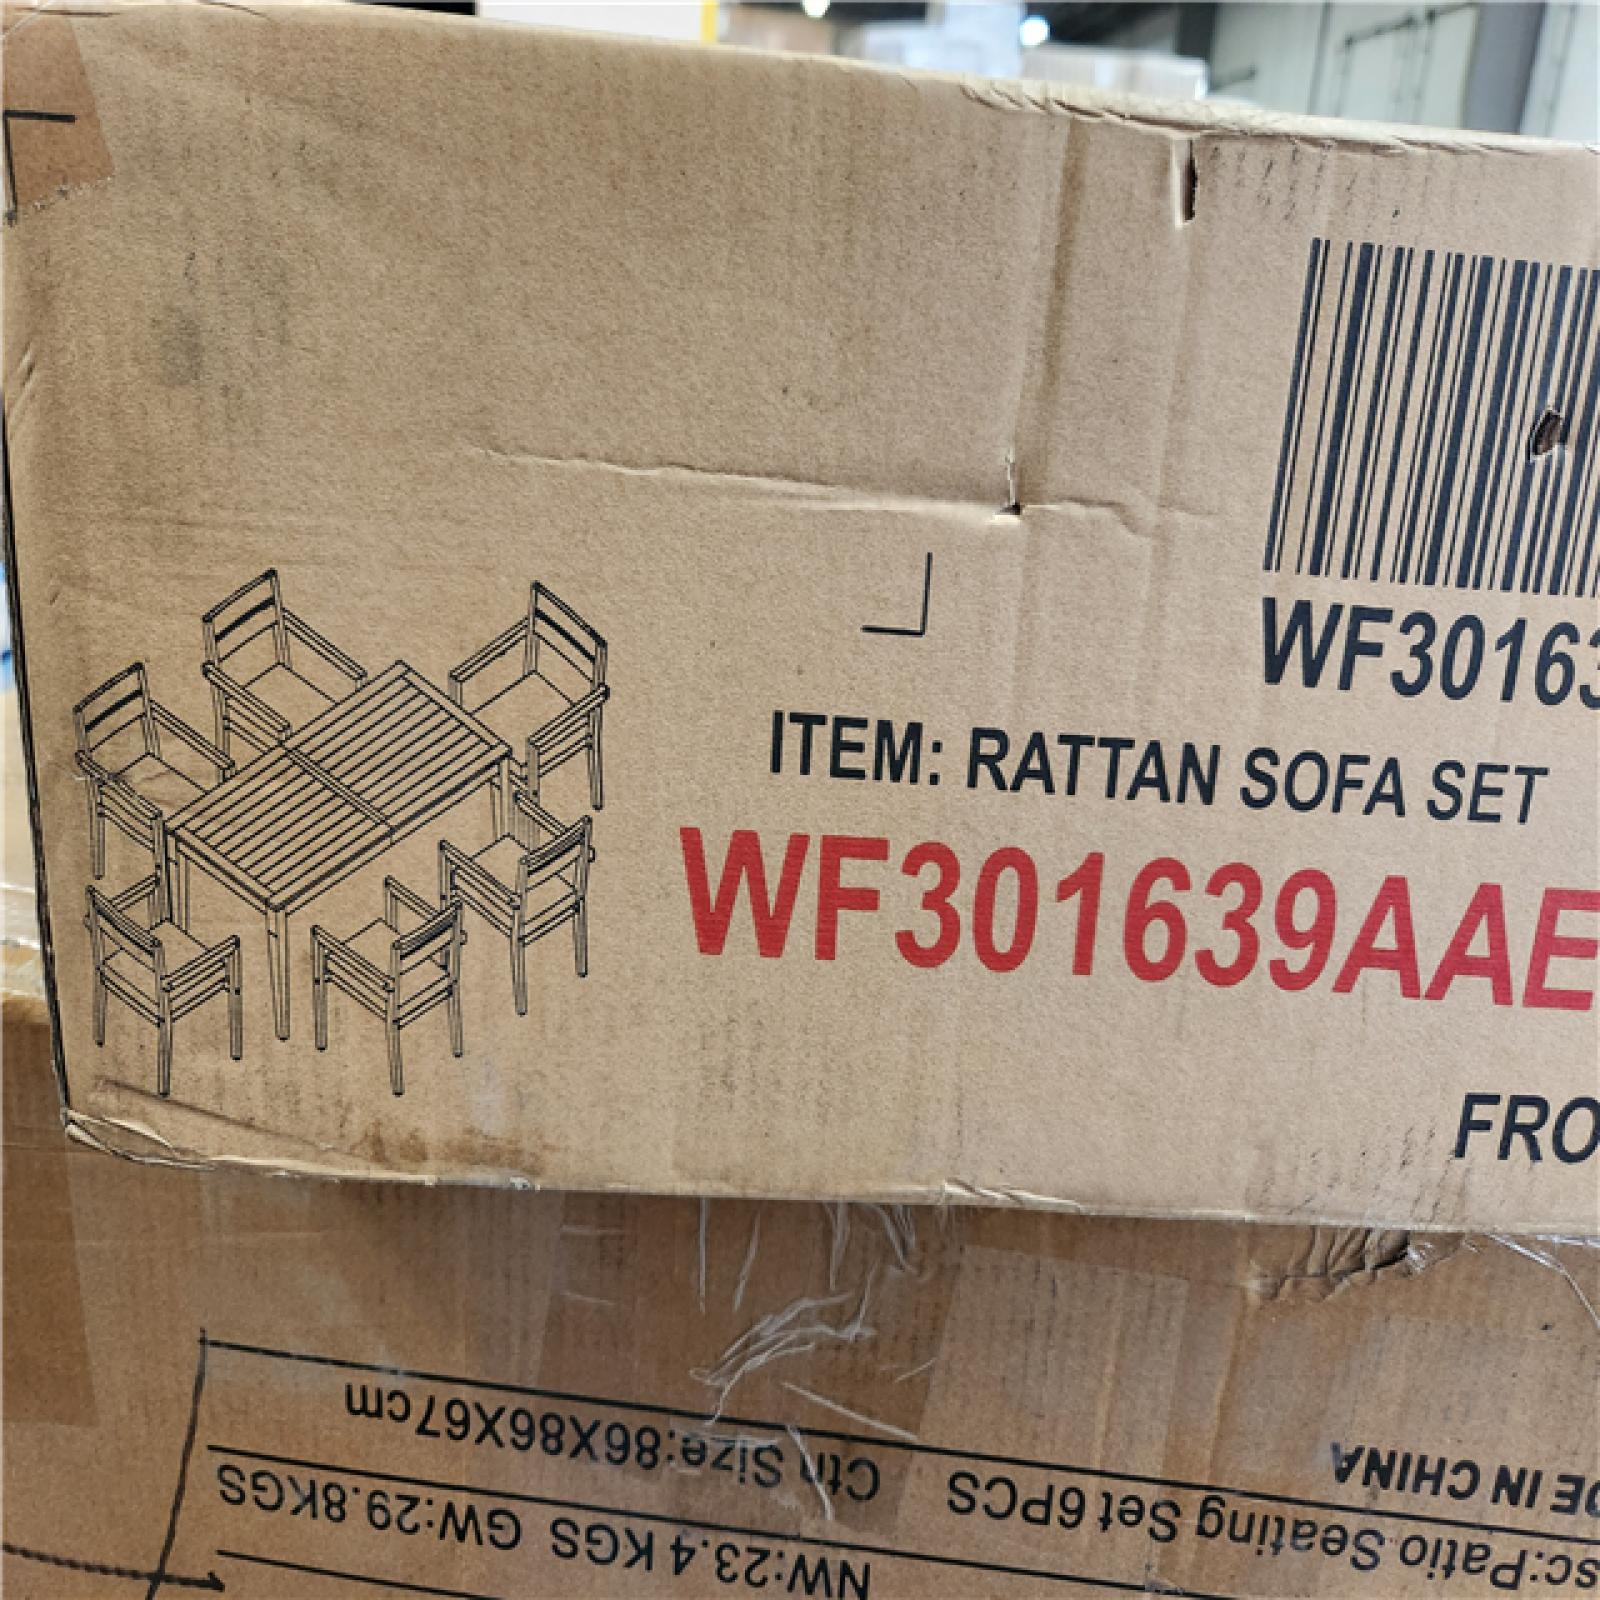 WF30163
ITEM: RATTAN SOFA SET
WF301639AAE
FRO
DE IN CHINA
sc:Patio Seating Set 6PCS
Ctn Size:86X86X67cm
NW:23.4 KGS GW:29.8KGS